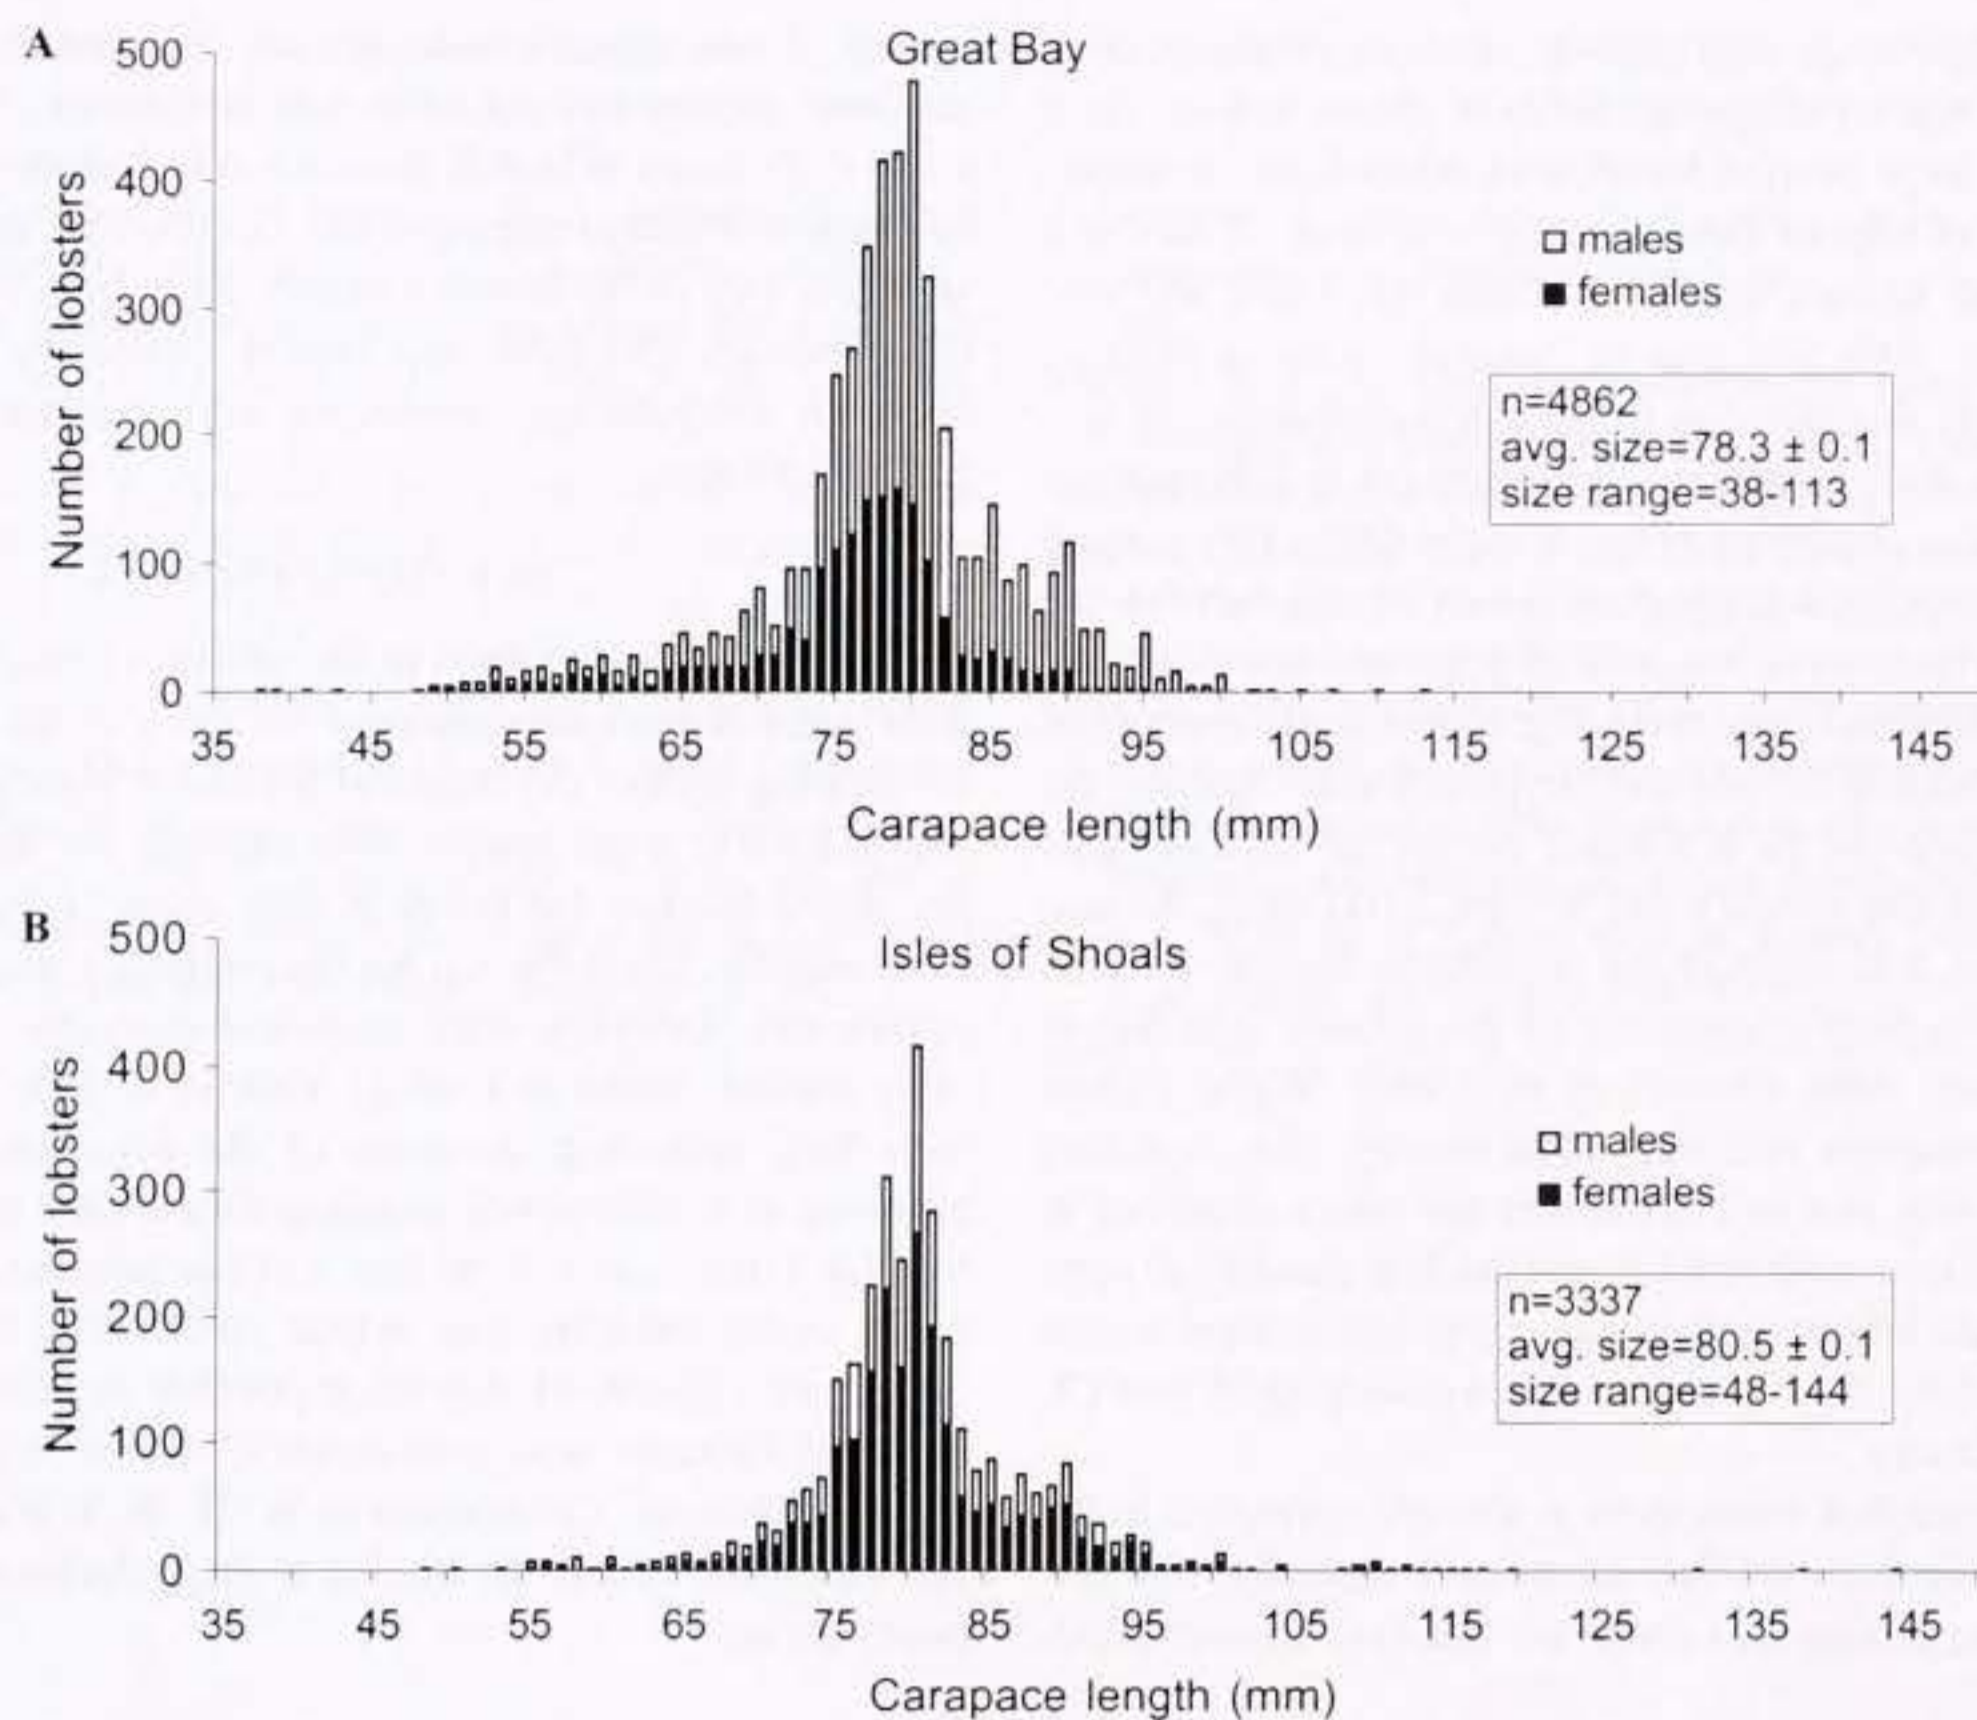 A
Great Bay
500
400
300
200
100
0
Number of lobsters
males
females
n=4862
avg. size=78.3 ± 0.1
size range=38-113
35 45 55 65 75 85 95 105 115 125 135 145
Carapace length (mm)
B
Isles of Shoals
500
400
300
200
100
0
Number of lobsters
males
females
n=3337
avg. size=80.5 ± 0.1
size range=48-144
35 45 55 65 75 85 95 105 115 125 135 145
Carapace length (mm)